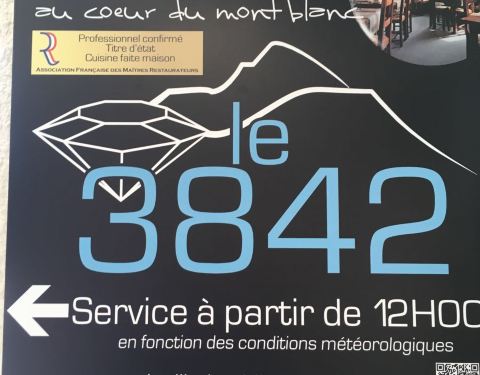 au coeur du mont blanc
Professionnel confirmé
Titre d'état
Cuisine faite maison
Association Française des Maîtres Restaurateurs
le
3842
Service à partir de 12H00
en fonction des conditions météorologiques